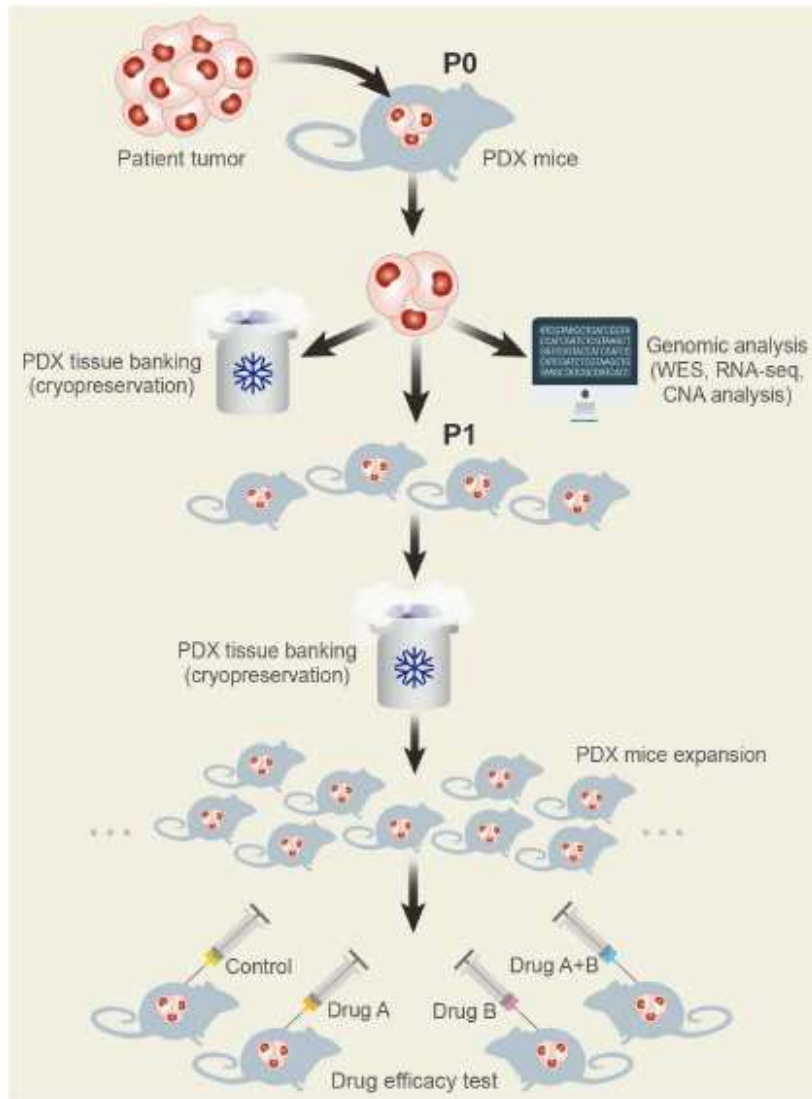 P0
Patient tumor
PDX mice
PDX tissue banking
(cryopreservation)
Genomic analysis
(WES, RNA-seq,
CNA analysis)
P1
PDX tissue banking
(cryopreservation)
PDX mice expansion
Control
Drug A
Drug B
Drug A+B
Drug efficacy test